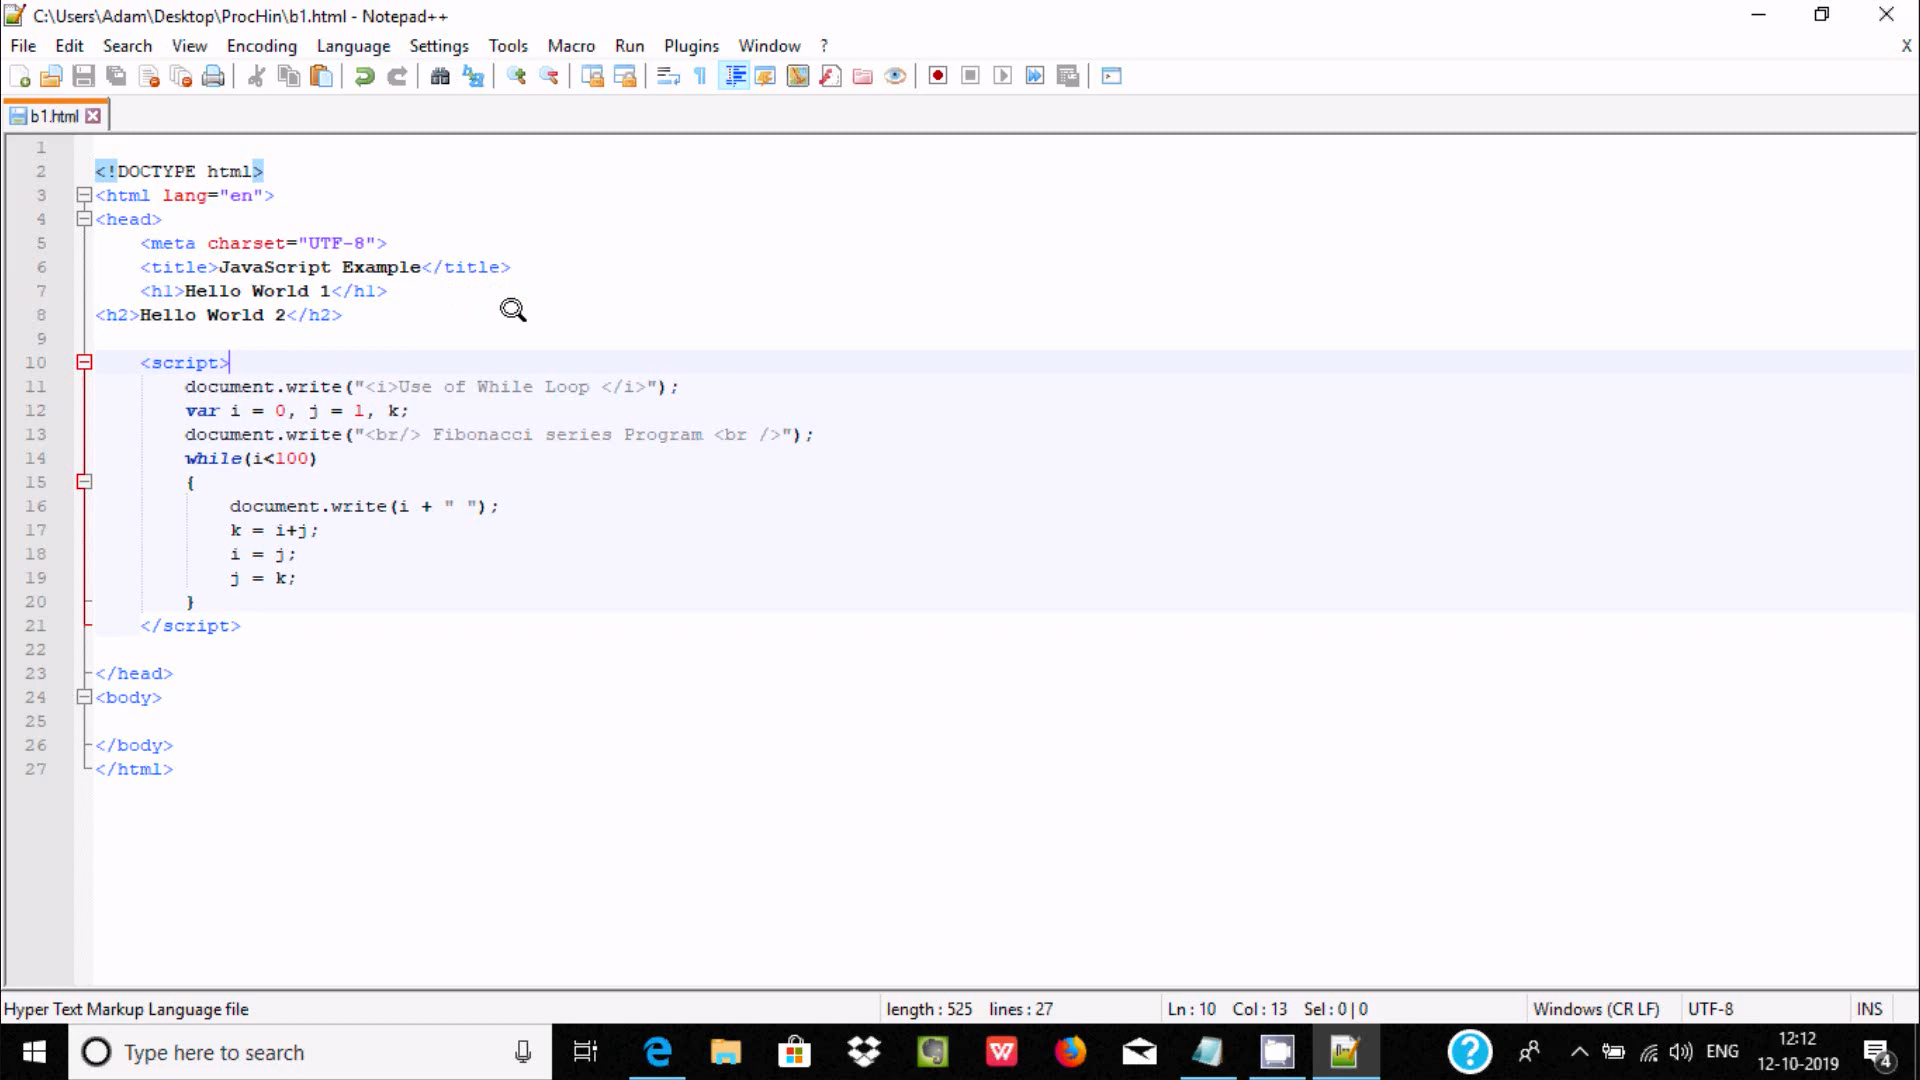 C:\Users\Adam\Desktop\ProcHin\b1.html - Notepad++
File Edit Search View Encoding Language Settings Tools Macro Run Plugins Window ? X
b1.html
1
2 <!DOCTYPE html>
3 <html lang="en">
4 <head>
5 <meta charset="UTF-8">
6 <title>JavaScript Example</title>
7 <h1>Hello World 1</h1>
8 <h2>Hello World 2</h2>
9
10 <script>
11 document.write("<i>Use of While Loop </i>");
12 var i = 0, j = 1, k;
13 document.write("<br/> Fibonacci series Program <br />");
14 while(i<100)
15 {
16 document.write(i + " ");
17 k = i+j;
18 i = j;
19 j = k;
20 }
21 </script>
22
23 </head>
24 <body>
25
26 </body>
27 </html>
Hyper Text Markup Language file length : 525 lines : 27 Ln : 10 Col : 13 Sel : 0 | 0 Windows (CR LF) UTF-8 INS
Type here to search W ? ENG 12:12
12-10-2019 4